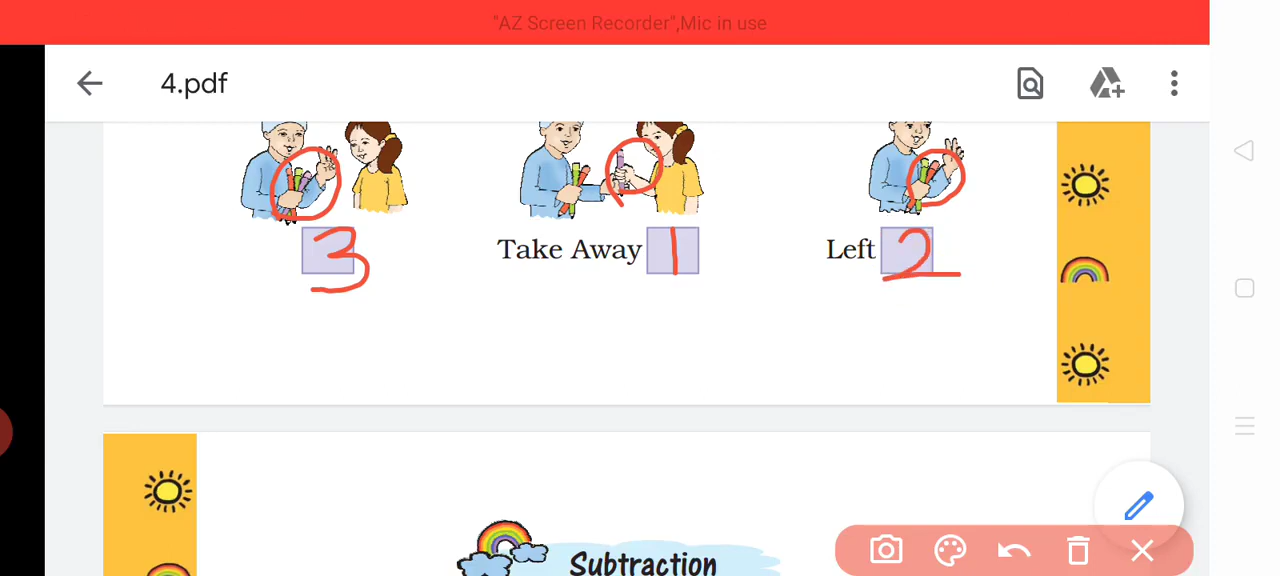 "AZ Screen Recorder",Mic in use
4.pdf
3 Take Away 1 Left 2
Subtraction